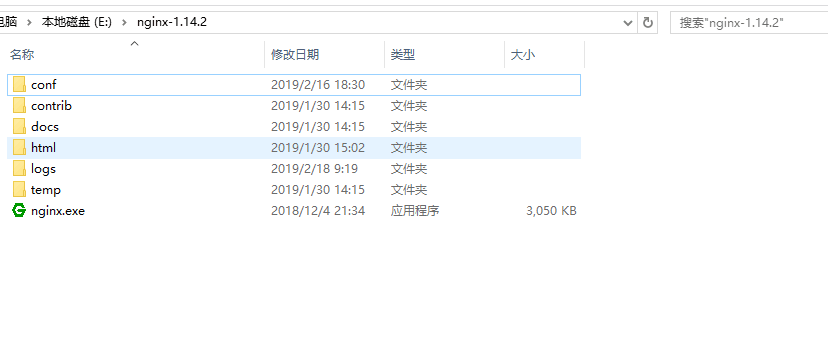 电脑 > 本地磁盘 (E:) > nginx-1.14.2 搜索"nginx-1.14.2"
名称 修改日期 类型 大小
conf 2019/2/16 18:30 文件夹
contrib 2019/1/30 14:15 文件夹
docs 2019/1/30 14:15 文件夹
html 2019/1/30 15:02 文件夹
logs 2019/2/18 9:19 文件夹
temp 2019/1/30 14:15 文件夹
nginx.exe 2018/12/4 21:34 应用程序 3,050 KB